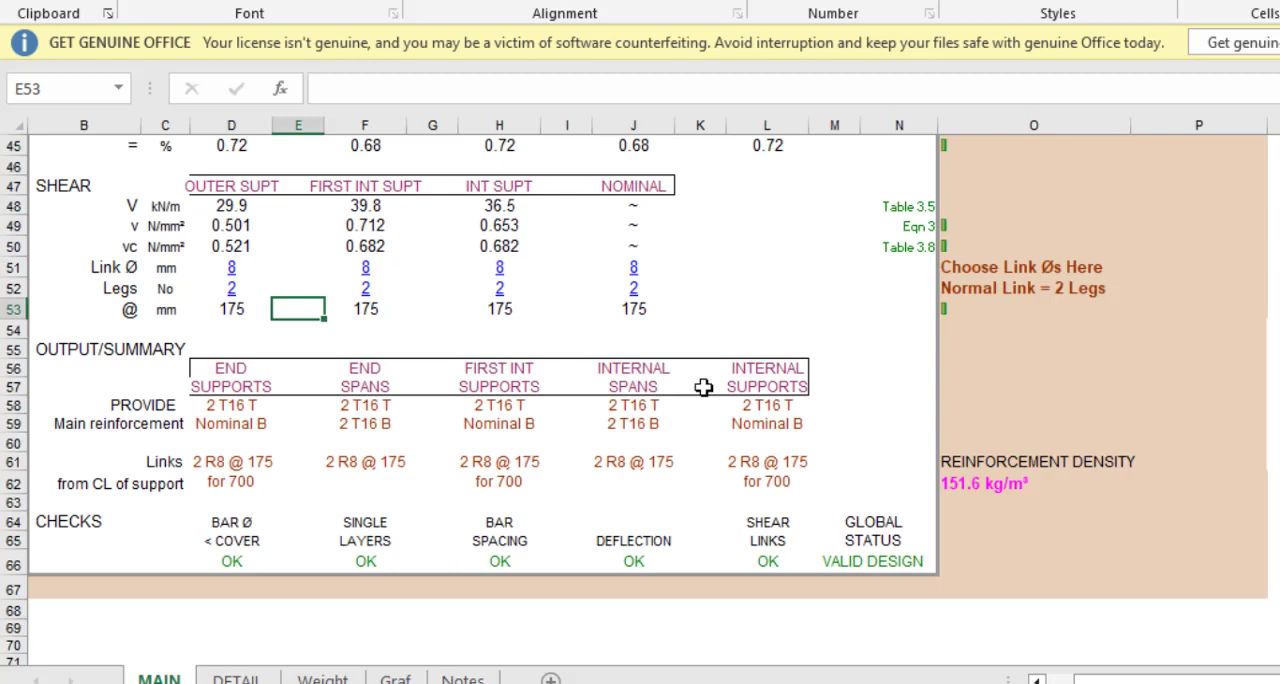 Clipboard Font Alignment Number Styles Cells
GET GENUINE OFFICE Your license isn't genuine, and you may be a victim of software counterfeiting. Avoid interruption and keep your files safe with genuine Office today. Get genuin
E53 fx
B C D E F G H I J K L M N O P
45 = % 0.72 0.68 0.72 0.68 0.72
46
47 SHEAR OUTER SUPT FIRST INT SUPT INT SUPT NOMINAL
48 V kN/m 29.9 39.8 36.5 ~ Table 3.5
49 v N/mm² 0.501 0.712 0.653 ~ Eqn 3
50 vc N/mm² 0.521 0.682 0.682 ~ Table 3.8
51 Link Ø mm 8 8 8 8 Choose Link Øs Here
52 Legs No 2 2 2 2 Normal Link = 2 Legs
53 @ mm 175 175 175 175
54
55 OUTPUT/SUMMARY
56 END END FIRST INT INTERNAL INTERNAL
57 SUPPORTS SPANS SUPPORTS SPANS SUPPORTS
58 PROVIDE 2 T16 T 2 T16 T 2 T16 T 2 T16 T 2 T16 T
59 Main reinforcement Nominal B 2 T16 B Nominal B 2 T16 B Nominal B
60
61 Links 2 R8 @ 175 2 R8 @ 175 2 R8 @ 175 2 R8 @ 175 2 R8 @ 175 REINFORCEMENT DENSITY
62 from CL of support for 700 for 700 for 700 151.6 kg/m³
63
64 CHECKS BAR Ø SINGLE BAR SHEAR GLOBAL
65 < COVER LAYERS SPACING DEFLECTION LINKS STATUS
66 OK OK OK OK OK VALID DESIGN
67
68
69
70
71
MAIN DETAIL Weight Graf Notes